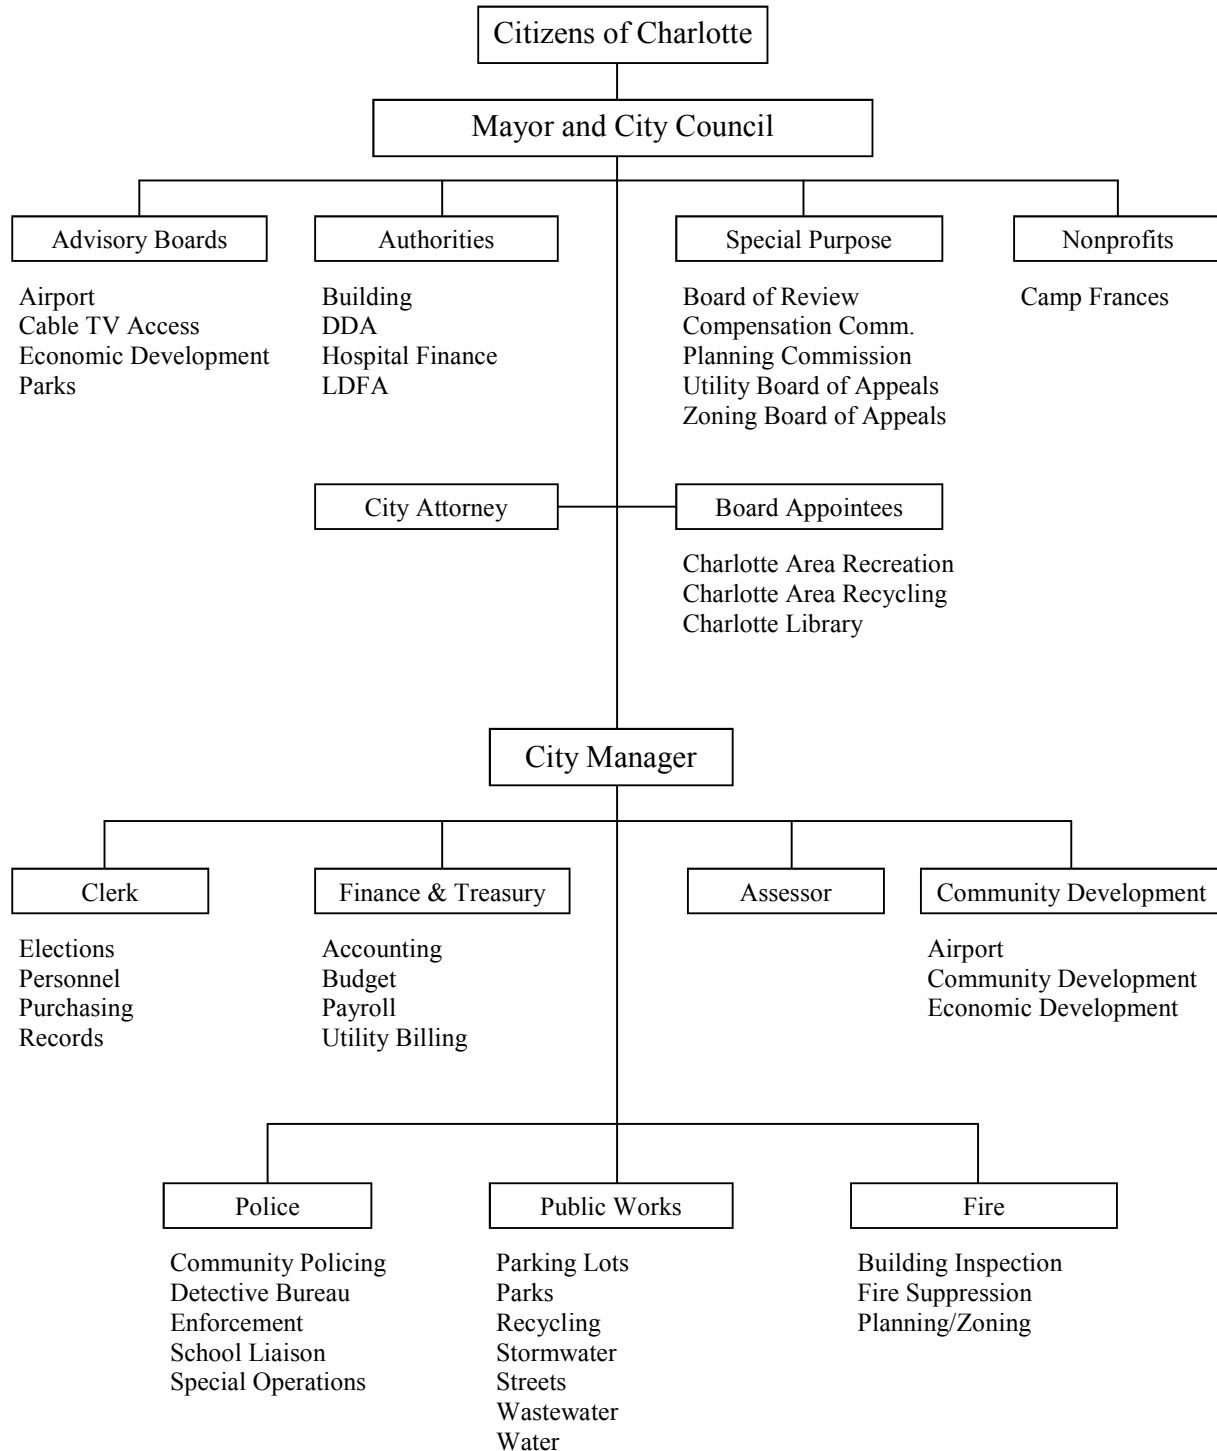 Citizens of Charlotte
Mayor and City Council
Advisory Boards
Airport
Cable TV Access
Economic Development
Parks
Authorities
Building
DDA
Hospital Finance
LDFA
Special Purpose
Board of Review
Compensation Comm.
Planning Commission
Utility Board of Appeals
Zoning Board of Appeals
Nonprofits
Camp Frances
City Attorney
Board Appointees
Charlotte Area Recreation
Charlotte Area Recycling
Charlotte Library
City Manager
Clerk
Elections
Personnel
Purchasing
Records
Finance & Treasury
Accounting
Budget
Payroll
Utility Billing
Assessor
Community Development
Airport
Community Development
Economic Development
Police
Community Policing
Detective Bureau
Enforcement
School Liaison
Special Operations
Public Works
Parking Lots
Parks
Recycling
Stormwater
Streets
Wastewater
Water
Fire
Building Inspection
Fire Suppression
Planning/Zoning